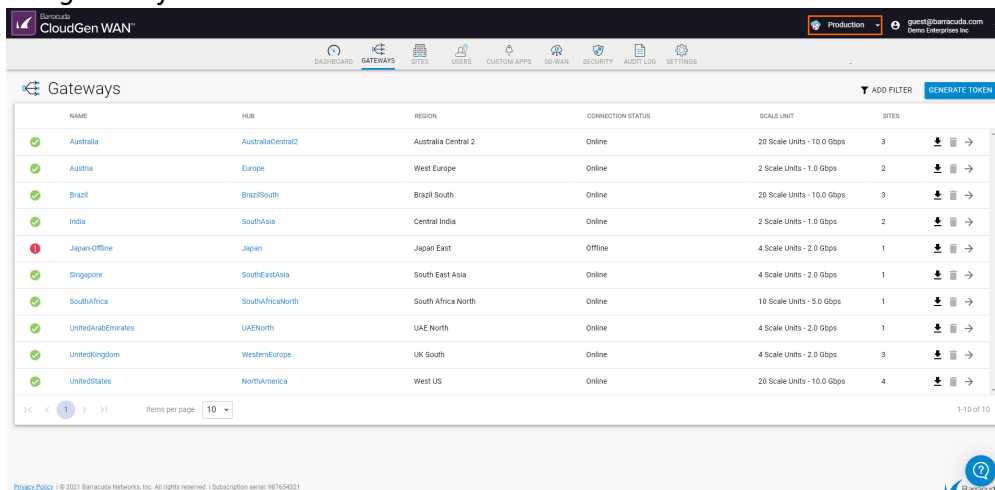 Barracuda
CloudGen WAN™
Production
guest@barracuda.com
Demo Enterprises Inc
DASHBOARD GATEWAYS SITES USERS CUSTOM APPS SD-WAN SECURITY AUDIT LOG SETTINGS
Gateways
ADD FILTER
GENERATE TOKEN
NAME HUB REGION CONNECTION STATUS SCALE UNIT SITES
Australia AustraliaCentral2 Australia Central 2 Online 20 Scale Units - 10.0 Gbps 3
Austria Europe West Europe Online 2 Scale Units - 1.0 Gbps 2
Brazil BrazilSouth Brazil South Online 20 Scale Units - 10.0 Gbps 3
India SouthAsia Central India Online 2 Scale Units - 1.0 Gbps 2
Japan-Offline Japan Japan East Offline 4 Scale Units - 2.0 Gbps 1
Singapore SouthEastAsia South East Asia Online 4 Scale Units - 2.0 Gbps 1
SouthAfrica SouthAfricaNorth South Africa North Online 10 Scale Units - 5.0 Gbps 1
UnitedArabEmirates UAENorth UAE North Online 4 Scale Units - 2.0 Gbps 1
UnitedKingdom WesternEurope UK South Online 4 Scale Units - 2.0 Gbps 3
UnitedStates NorthAmerica West US Online 20 Scale Units - 10.0 Gbps 4
|< < 1 > >| Items per page 10 1-10 of 10
Privacy Policy | © 2021 Barracuda Networks, Inc. All rights reserved. | Subscription serial: 987654321